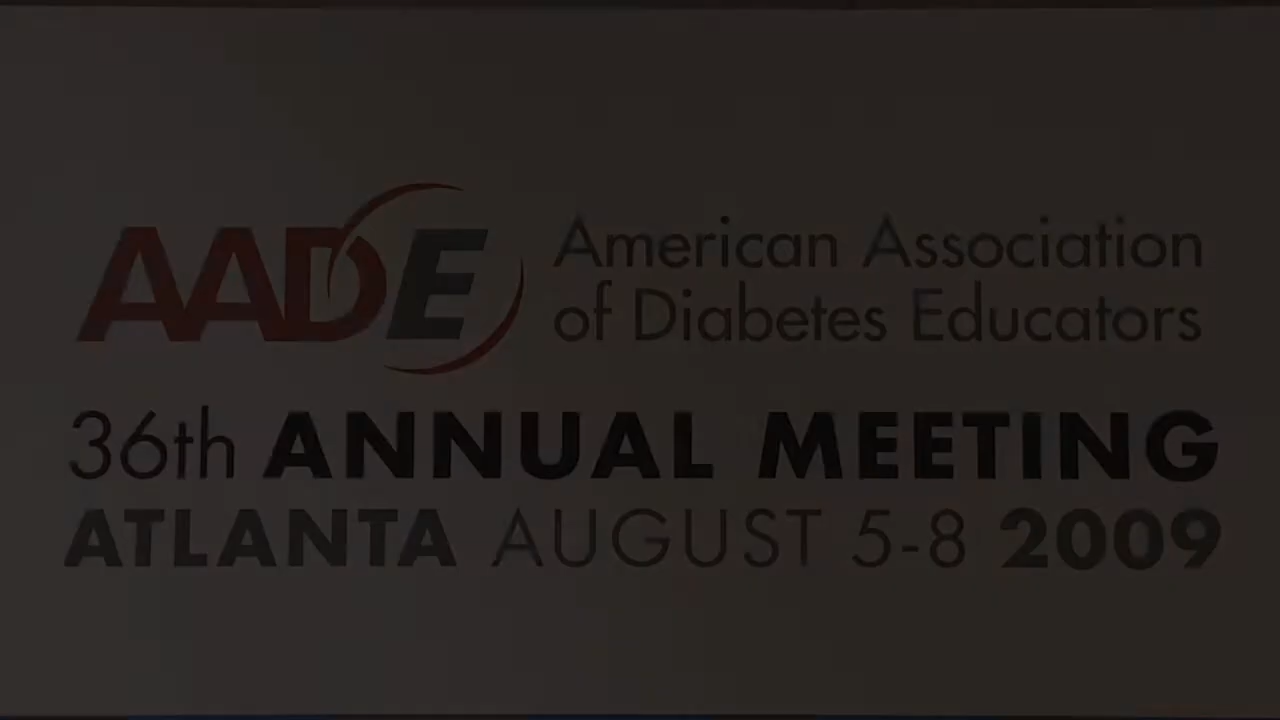 AADE American Association
of Diabetes Educators
36th ANNUAL MEETING
ATLANTA AUGUST 5-8 2009